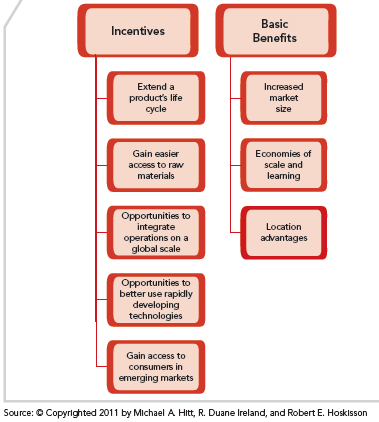 Incentives
Extend a
product's life
cycle
Gain easier
access to raw
materials
Opportunities to
integrate
operations on a
global scale
Opportunities to
better use rapidly
developing
technologies
Gain access to
consumers in
emerging markets
Basic
Benefits
Increased
market
size
Economies of
scale and
learning
Location
advantages
Source: © Copyrighted 2011 by Michael A. Hitt, R. Duane Ireland, and Robert E. Hoskisson